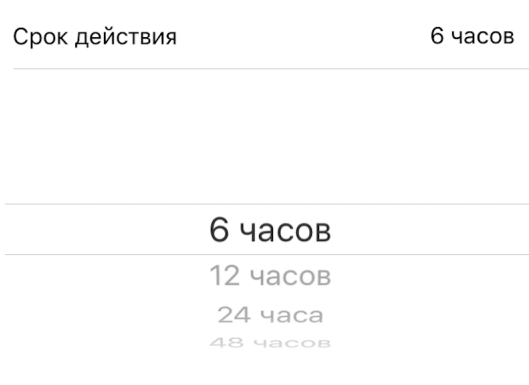 Срок действия 6 часов
6 часов
12 часов
24 часа
48 часов